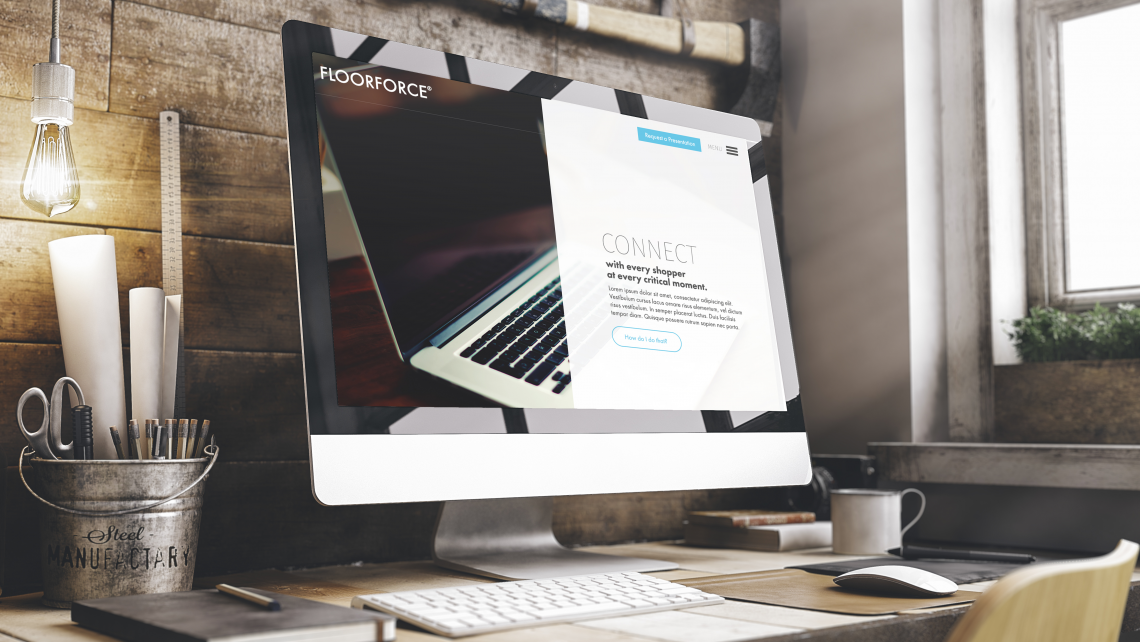 FLOORFORCE®
Request a Presentation
MENU
CONNECT
with every shopper
at every critical moment.
Lorem ipsum dolor sit amet, consectetur adipiscing elit.
Vestibulum cursus lacus ornare risus elementum, vel dictum
risus vestibulum. In semper placerat luctus. Duis facilisis
tempor diam. Quisque posuere rutrum sapien nec porta.
How do I do that?
Steel
MANUFACTARY